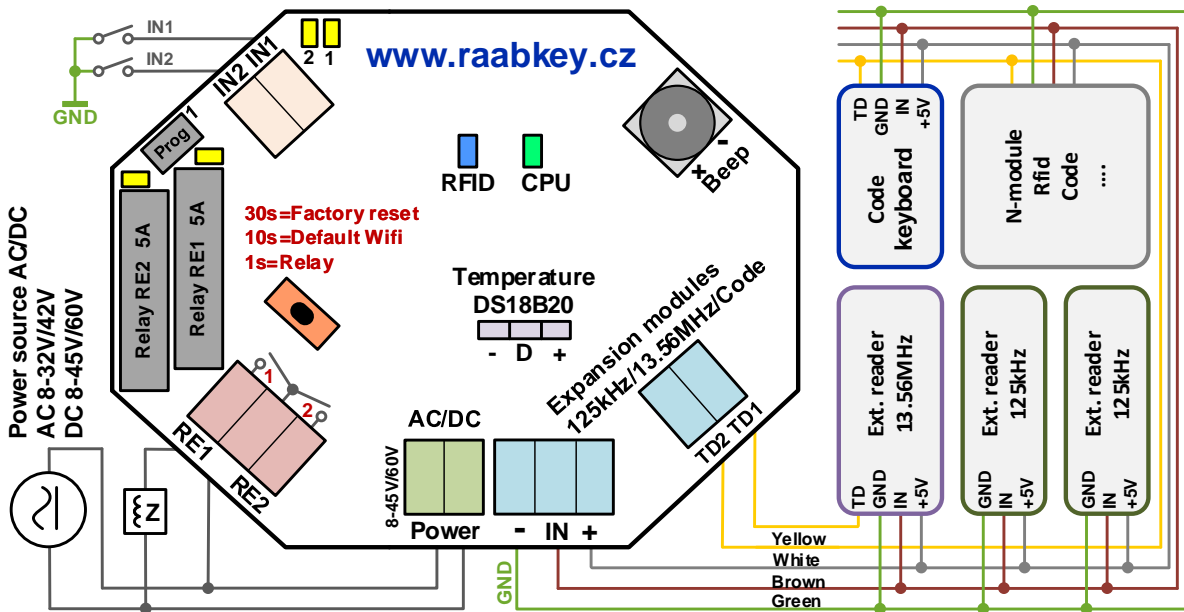 IN1
IN2
GND
IN2 IN1
2 1
www.raabkey.cz
Prog 1
Relay RE2 5A
Relay RE1 5A
RFID
CPU
- + Beep
30s=Factory reset
10s=Default Wifi
1s=Relay
Temperature
DS18B20
- D +
Expansion modules
125kHz/13.56MHz/Code
TD2 TD1
1
2
RE1
RE2
AC/DC
8-45V/60V
Power
- IN +
GND
Power source AC/DC
AC 8-32V/42V
DC 8-45V/60V
Z
Yellow
White
Brown
Green
TD
GND
IN
+5V
Code
keyboard
N-module
Rfid
Code
....
Ext. reader
13.56MHz
TD
GND
IN
+5V
Ext. reader
125kHz
GND
IN
+5V
Ext. reader
125kHz
GND
IN
+5V